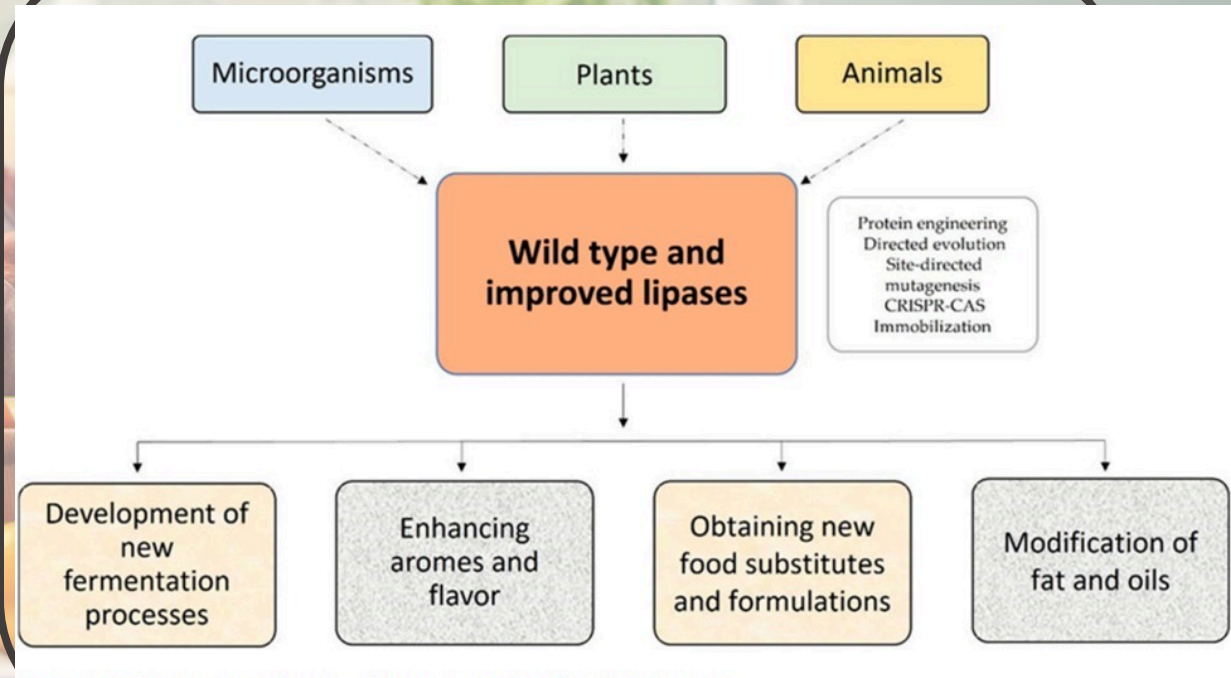 Microorganisms
Plants
Animals
Wild type and
improved lipases
Protein engineering
Directed evolution
Site-directed
mutagenesis
CRISPR-CAS
Immobilization
Development of
new
fermentation
processes
Enhancing
aromes and
flavor
Obtaining new
food substitutes
and formulations
Modification of
fat and oils